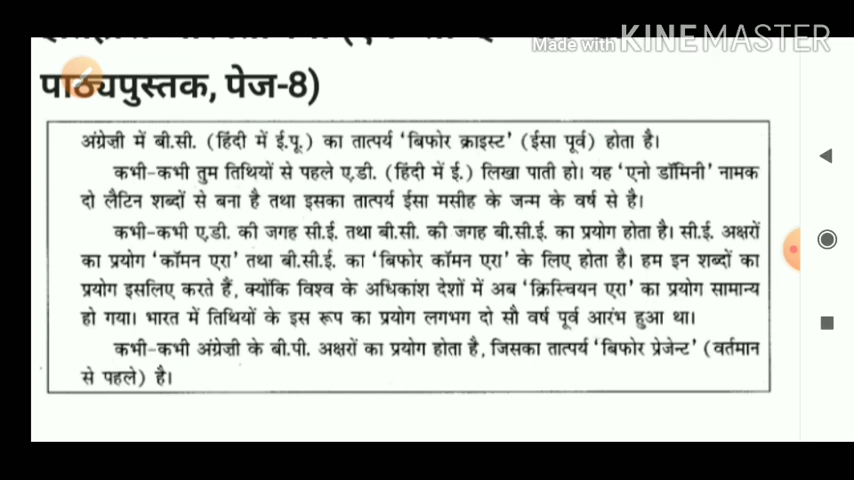 Made with KINEMASTER
पाठ्यपुस्तक, पेज-8)
अंग्रेज़ी में बी.सी. (हिंदी में ई.पू.) का तात्पर्य ‘बिफोर क्राइस्ट’ (ईसा पूर्व) होता है।
कभी-कभी तुम तिथियों से पहले ए.डी. (हिंदी में ई.) लिखा पाती हो। यह ‘एनो डॉमिनी’ नामक
दो लैटिन शब्दों से बना है तथा इसका तात्पर्य ईसा मसीह के जन्म के वर्ष से है।
कभी-कभी ए.डी. की जगह सी.ई. तथा बी.सी. की जगह बी.सी.ई. का प्रयोग होता है। सी.ई. अक्षरों
का प्रयोग ‘कॉमन एरा’ तथा बी.सी.ई. का ‘बिफोर कॉमन एरा’ के लिए होता है। हम इन शब्दों का
प्रयोग इसलिए करते हैं, क्योंकि विश्व के अधिकांश देशों में अब ‘क्रिस्चियन एरा’ का प्रयोग सामान्य
हो गया। भारत में तिथियों के इस रूप का प्रयोग लगभग दो सौ वर्ष पूर्व आरंभ हुआ था।
कभी-कभी अंग्रेज़ी के बी.पी. अक्षरों का प्रयोग होता है, जिसका तात्पर्य ‘बिफोर प्रेजेन्ट’ (वर्तमान
से पहले) है।